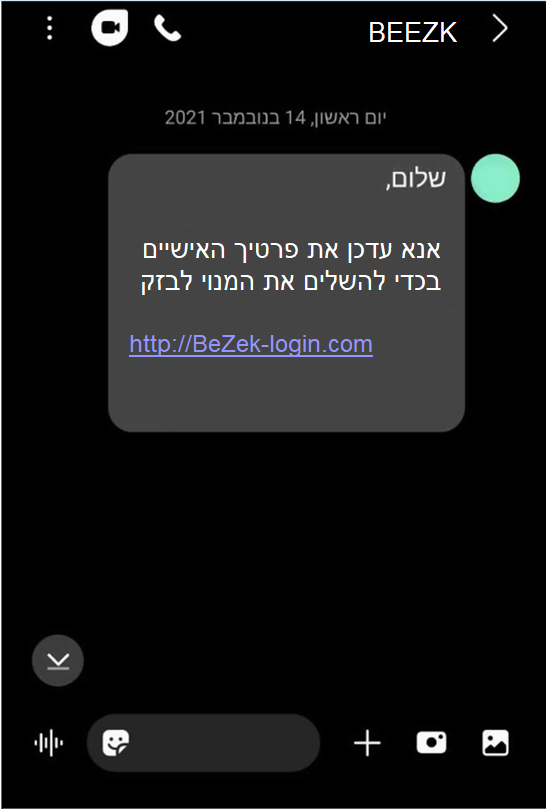 BEEZK
יום ראשון, 14 בנובמבר 2021
שלום,
אנא עדכן את פרטיך האישיים
בכדי להשלים את המנוי לבזק
http://BeZek-login.com